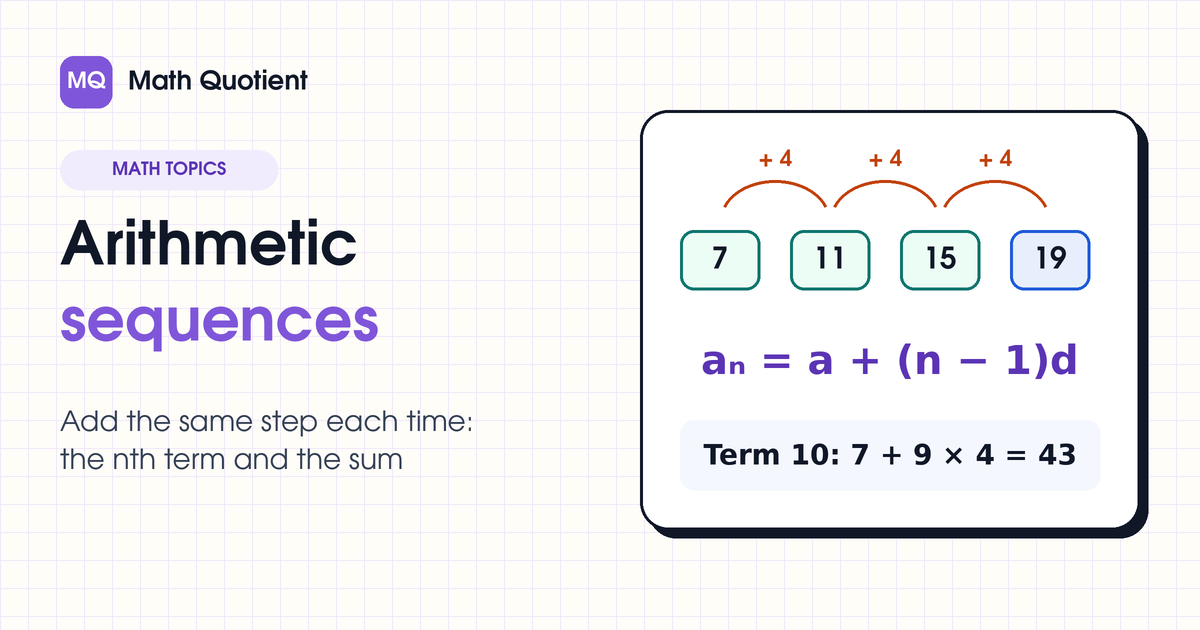 MQ Math Quotient
MATH TOPICS
Arithmetic
sequences
Add the same step each time:
the nth term and the sum
+ 4 + 4 + 4
7 11 15 19
aₙ = a + (n − 1)d
Term 10: 7 + 9 × 4 = 43